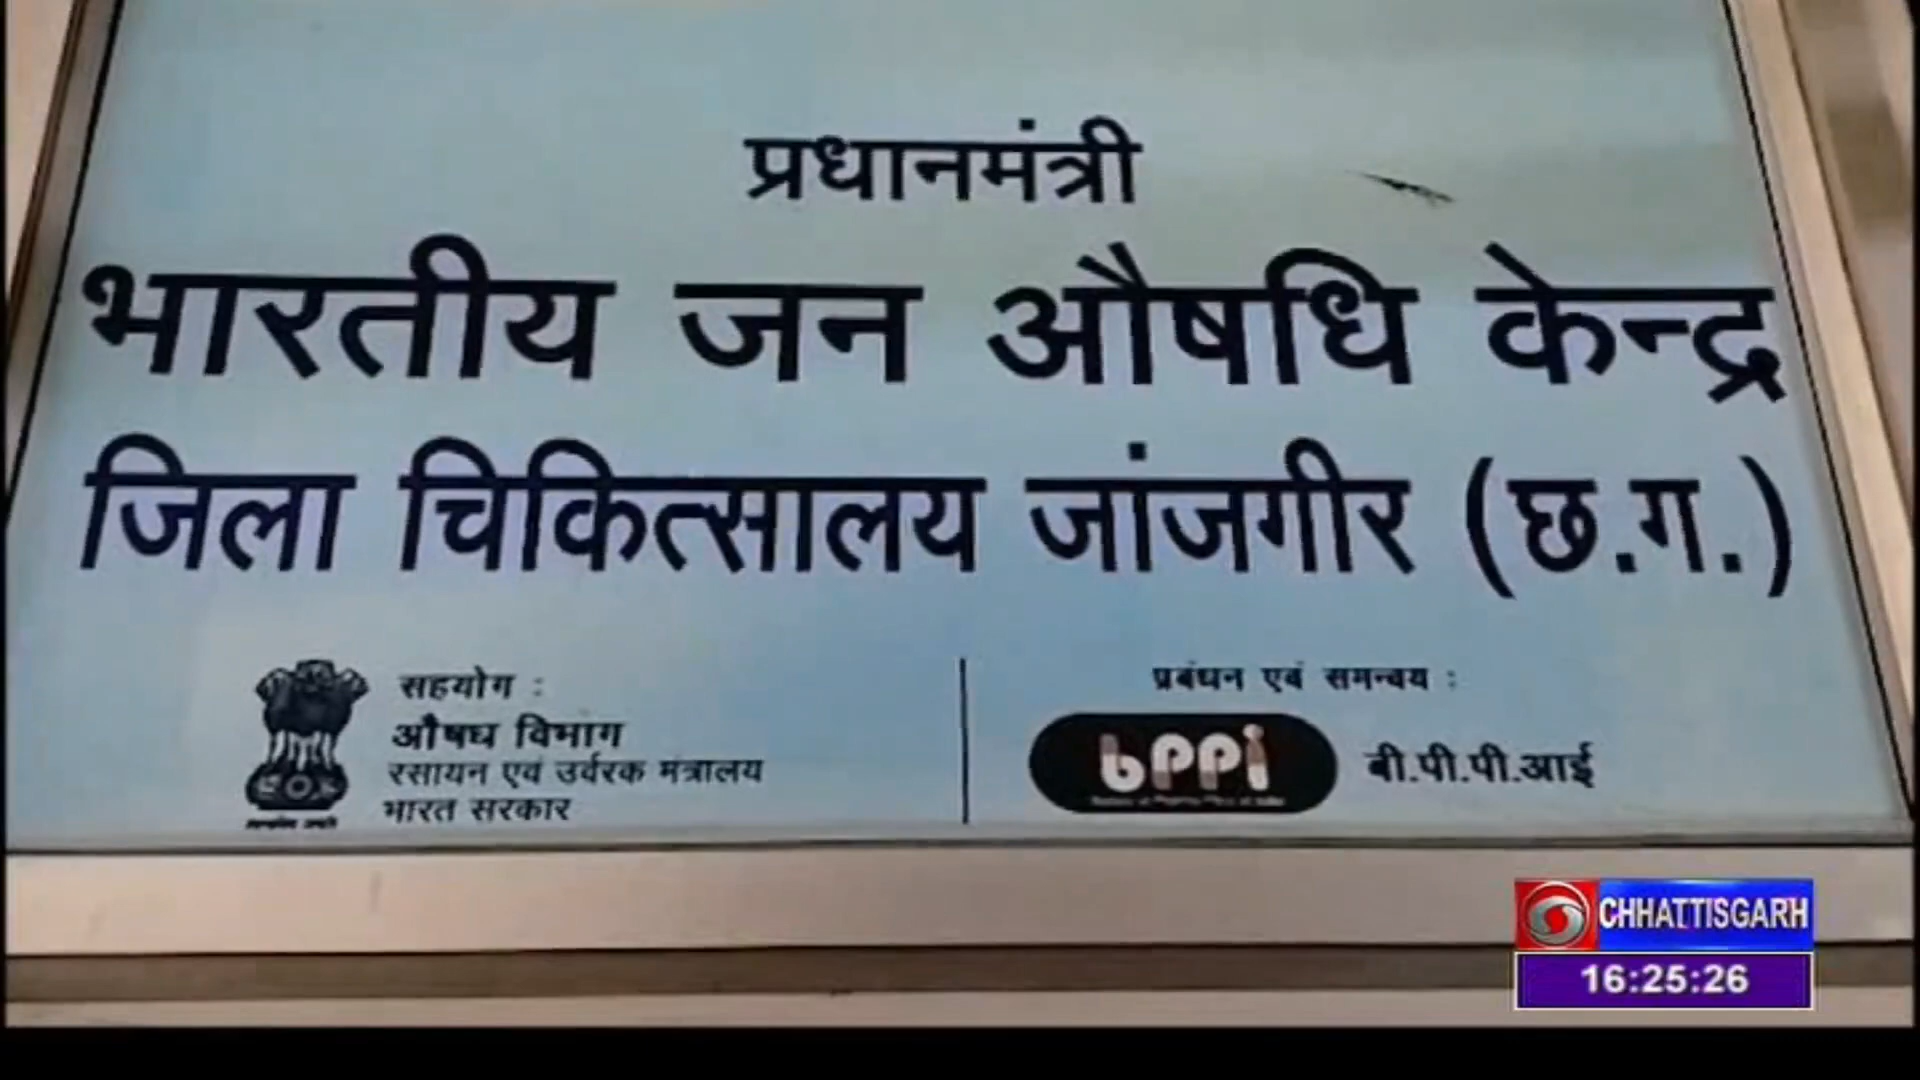 प्रधानमंत्री
भारतीय जन औषधि केन्द्र
जिला चिकित्सालय जांजगीर (छ.ग.)
सहयोग :
औषध विभाग
रसायन एवं उर्वरक मंत्रालय
भारत सरकार
प्रबंधन एवं समन्वय :
bppi
बी.पी.पी.आई
CHHATTISGARH
16:25:26